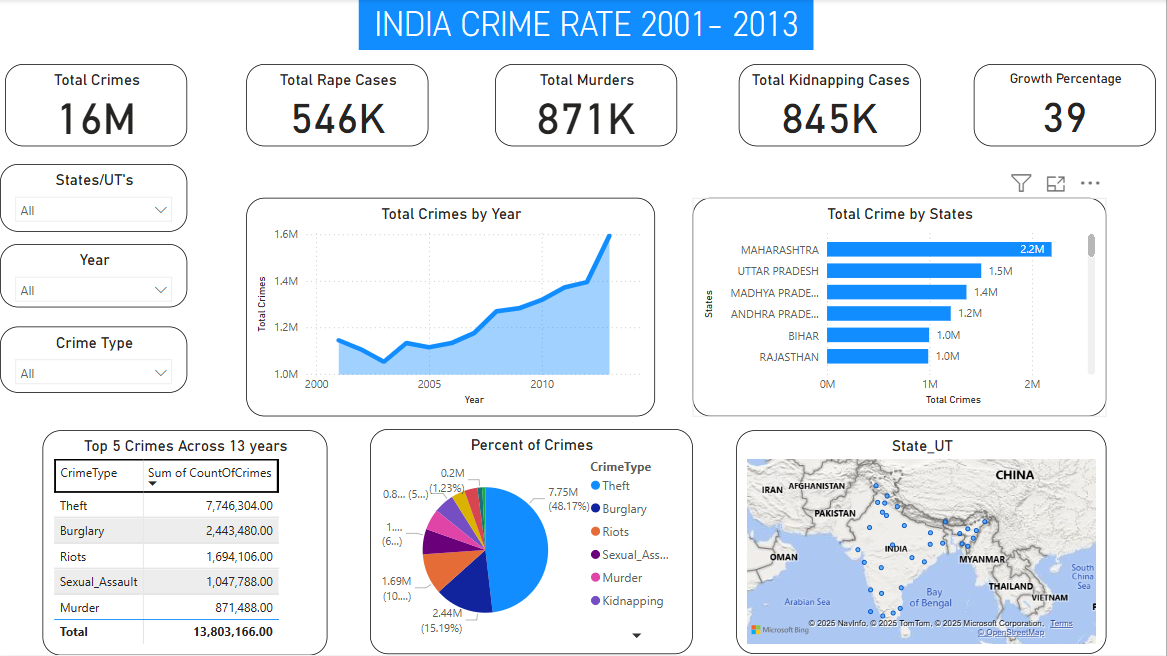 INDIA CRIME RATE 2001- 2013
Total Crimes
16M
Total Rape Cases
546K
Total Murders
871K
Total Kidnapping Cases
845K
Growth Percentage
39
States/UT's
All
Year
All
Crime Type
All
Total Crimes by Year
Total Crimes
1.6M
1.4M
1.2M
1.0M
2000
2005
2010
Year
Total Crime by States
States
MAHARASHTRA
2.2M
UTTAR PRADESH
1.5M
MADHYA PRADE...
1.4M
ANDHRA PRADE...
1.2M
BIHAR
1.0M
RAJASTHAN
1.0M
0M
1M
2M
Total Crimes
Top 5 Crimes Across 13 years
CrimeType Sum of CountOfCrimes
Theft 7,746,304.00
Burglary 2,443,480.00
Riots 1,694,106.00
Sexual_Assault 1,047,788.00
Murder 871,488.00
Total 13,803,166.00
Percent of Crimes
0.2M
(1.23%)
0.8... (5...)
1....
(6...)
1.69M
(10....)
2.44M
(15.19%)
7.75M
(48.17%)
CrimeType
Theft
Burglary
Riots
Sexual_Ass...
Murder
Kidnapping
State_UT
CHINA
IRAN
AFGHANISTAN
PAKISTAN
OMAN
INDIA
MYANMAR
THAILAND
VIETNAM
South
China
Sea
Arabian Sea
Bay
of Bengal
Microsoft Bing
© 2025 NavInfo, © 2025 TomTom, © 2025 Microsoft Corporation, Terms
© OpenStreetMap